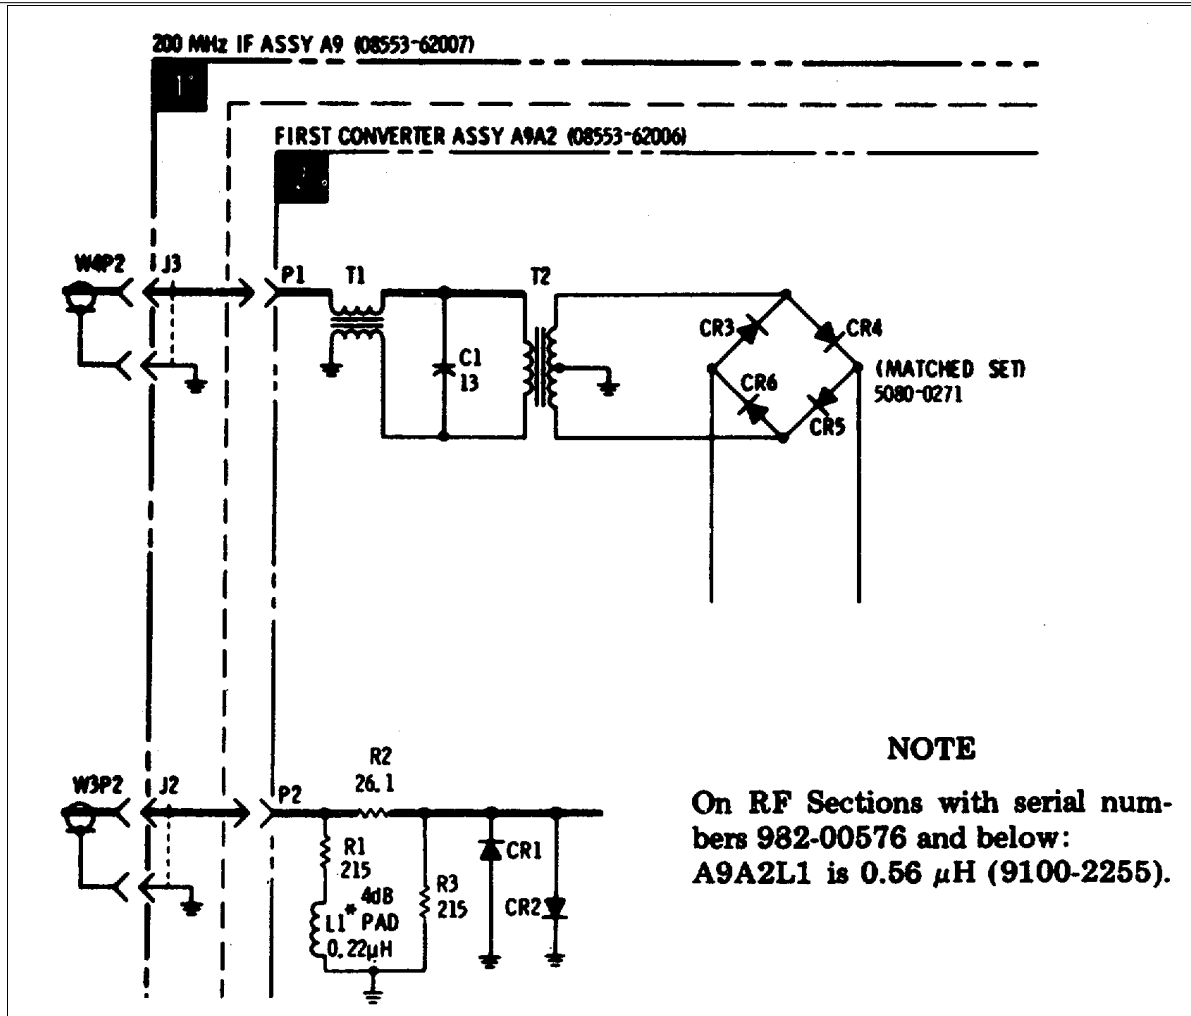 200 MHz IF ASSY A9 (08553-62007)
1
FIRST CONVERTER ASSY A9A2 (08553-62006)
W4P2
J3
P1
T1
T2
C1
13
CR3
CR4
CR6
CR5
(MATCHED SET)
5080-0271
W3P2
J2
P2
R2
26.1
R1
215
4dB
L1* PAD
0.22μH
R3
215
CR1
CR2
NOTE
On RF Sections with serial num-
bers 982-00576 and below:
A9A2L1 is 0.56 μH (9100-2255).